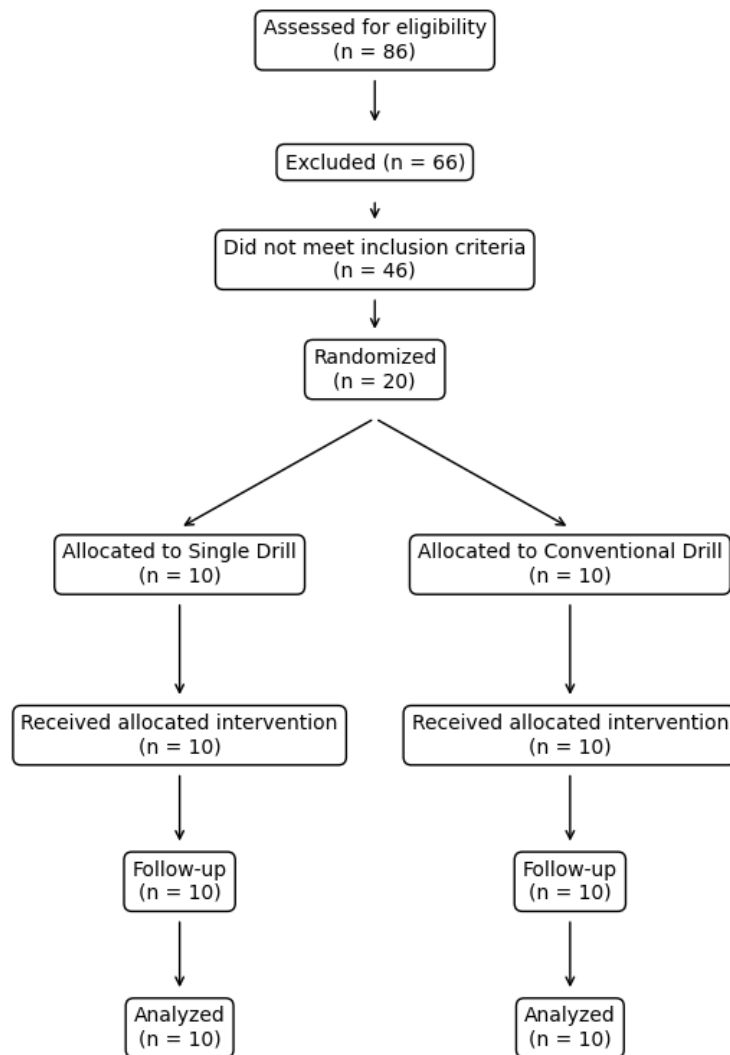 Assessed for eligibility
(n = 86)
Excluded (n = 66)
Did not meet inclusion criteria
(n = 46)
Randomized
(n = 20)
Allocated to Single Drill
(n = 10)
Allocated to Conventional Drill
(n = 10)
Received allocated intervention
(n = 10)
Received allocated intervention
(n = 10)
Follow-up
(n = 10)
Follow-up
(n = 10)
Analyzed
(n = 10)
Analyzed
(n = 10)